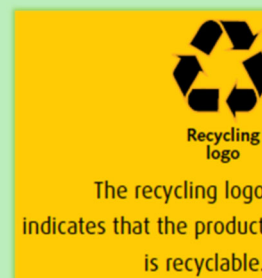 Recycling
logo
The recycling logo
indicates that the product
is recyclable.